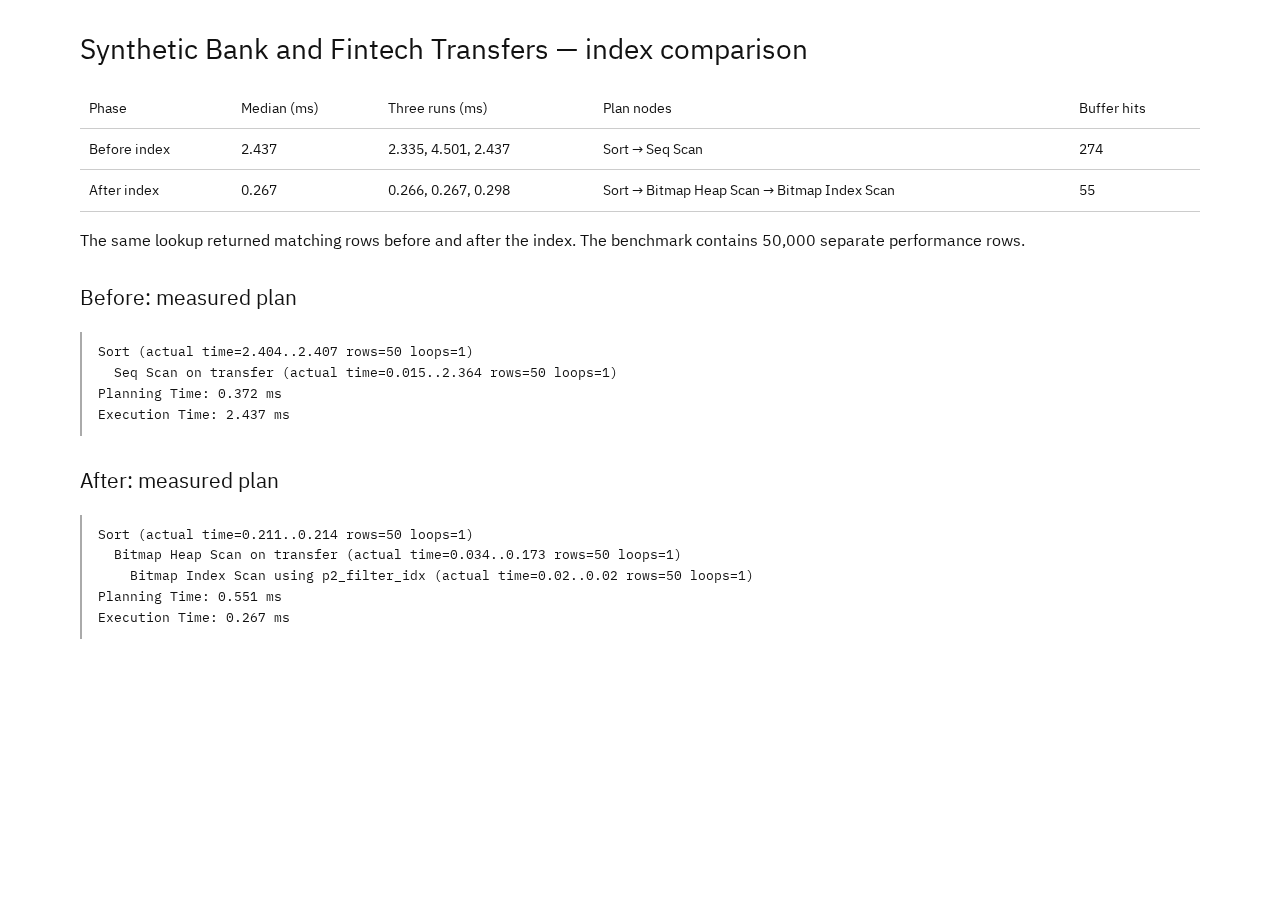 Synthetic Bank and Fintech Transfers — index comparison
Phase Median (ms) Three runs (ms) Plan nodes Buffer hits
Before index 2.437 2.335, 4.501, 2.437 Sort → Seq Scan 274
After index 0.267 0.266, 0.267, 0.298 Sort → Bitmap Heap Scan → Bitmap Index Scan 55
The same lookup returned matching rows before and after the index. The benchmark contains 50,000 separate performance rows.
Before: measured plan
Sort (actual time=2.404..2.407 rows=50 loops=1)
  Seq Scan on transfer (actual time=0.015..2.364 rows=50 loops=1)
Planning Time: 0.372 ms
Execution Time: 2.437 ms
After: measured plan
Sort (actual time=0.211..0.214 rows=50 loops=1)
  Bitmap Heap Scan on transfer (actual time=0.034..0.173 rows=50 loops=1)
    Bitmap Index Scan using p2_filter_idx (actual time=0.02..0.02 rows=50 loops=1)
Planning Time: 0.551 ms
Execution Time: 0.267 ms